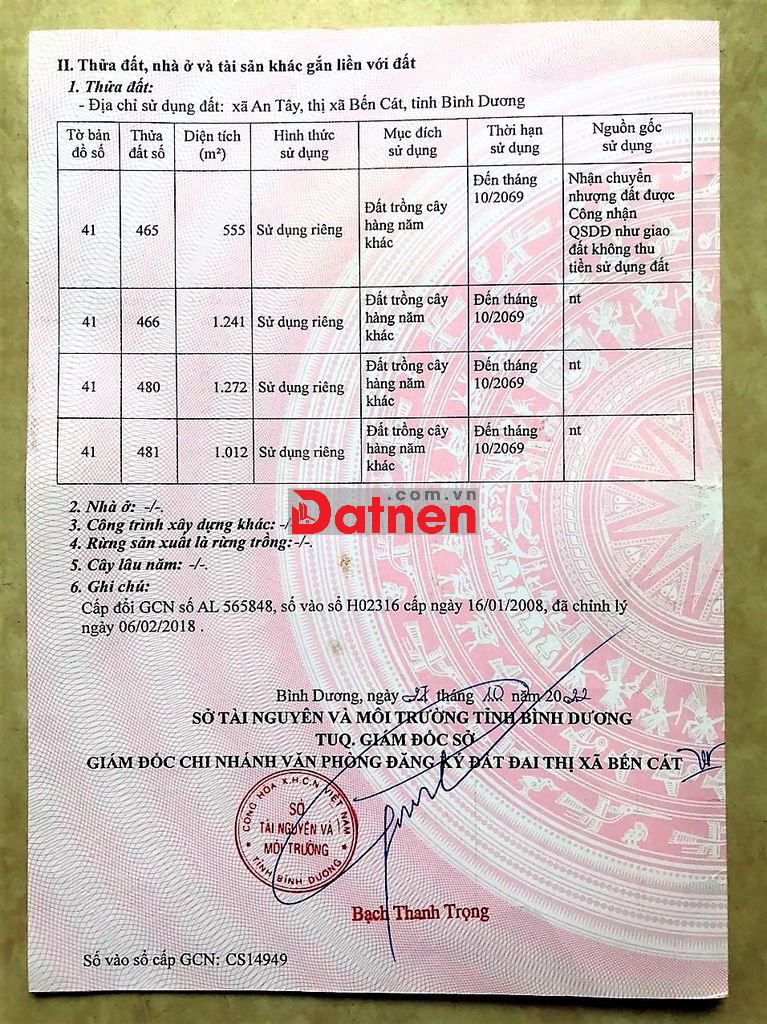 II. Thửa đất, nhà ở và tài sản khác gắn liền với đất
1. Thửa đất:
- Địa chỉ sử dụng đất: xã An Tây, thị xã Bến Cát, tỉnh Bình Dương
Tờ bản đồ số Thửa đất số Diện tích (m²) Hình thức sử dụng Mục đích sử dụng Thời hạn sử dụng Nguồn gốc sử dụng
41 465 555 Sử dụng riêng Đất trồng cây hàng năm khác Đến tháng 10/2069 Nhận chuyển nhượng đất được Công nhận QSDĐ như giao đất không thu tiền sử dụng đất
41 466 1.241 Sử dụng riêng Đất trồng cây hàng năm khác Đến tháng 10/2069 nt
41 480 1.272 Sử dụng riêng Đất trồng cây hàng năm khác Đến tháng 10/2069 nt
41 481 1.012 Sử dụng riêng Đất trồng cây hàng năm khác Đến tháng 10/2069 nt
.com.vn
Datnen
2. Nhà ở: -/-.
3. Công trình xây dựng khác: -/
4. Rừng sản xuất là rừng trồng:-/-.
5. Cây lâu năm: -/-.
6. Ghi chú:
Cấp đổi GCN số AL 565848, số vào sổ H02316 cấp ngày 16/01/2008, đã chỉnh lý
ngày 06/02/2018 .
Bình Dương, ngày 27 tháng 10 năm 2022
SỞ TÀI NGUYÊN VÀ MÔI TRƯỜNG TỈNH BÌNH DƯƠNG
TUQ. GIÁM ĐỐC SỞ
GIÁM ĐỐC CHI NHÁNH VĂN PHÒNG ĐĂNG KÝ ĐẤT ĐAI THỊ XÃ BẾN CÁT
CỘNG HÒA X.H.C.N VIỆT NAM
SỞ
TÀI NGUYÊN VÀ
MÔI TRƯỜNG
TỈNH BÌNH DƯƠNG
Bạch Thanh Trọng
Số vào sổ cấp GCN: CS14949